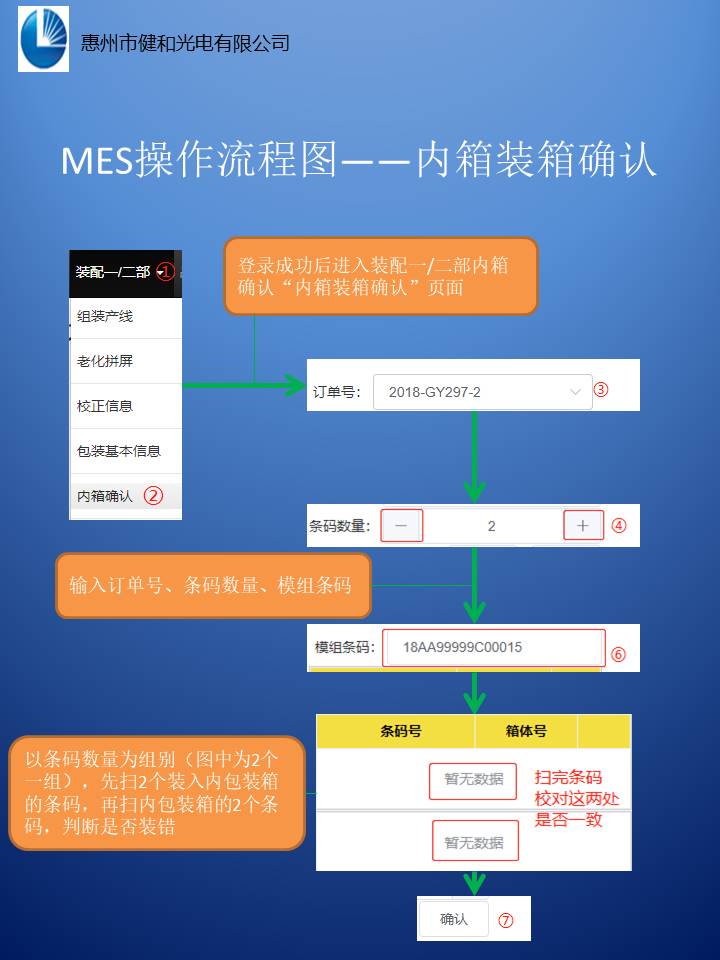 惠州市健和光电有限公司
MES操作流程图——内箱装箱确认
装配一/二部 ①
组装产线
老化拼屏
校正信息
包装基本信息
内箱确认 ②
登录成功后进入装配一/二部内箱
确认“内箱装箱确认”页面
订单号: 2018-GY297-2 ③
条码数量: － 2 ＋ ④
输入订单号、条码数量、模组条码
模组条码: 18AA99999C00015 ⑥
条码号 箱体号
以条码数量为组别（图中为2个
一组），先扫2个装入内包装箱
的条码，再扫内包装箱的2个条
码，判断是否装错
暂无数据
暂无数据
扫完条码
校对这两处
是否一致
确认 ⑦